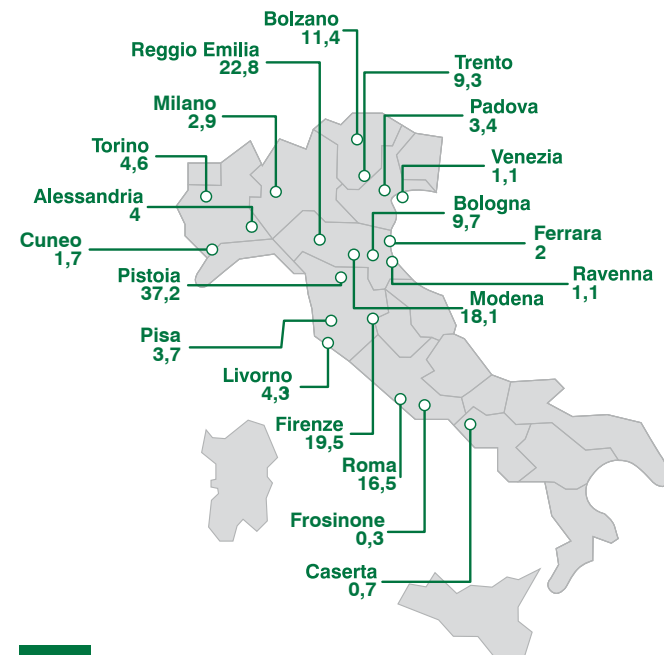 Bolzano
11,4
Reggio Emilia
22,8
Trento
9,3
Milano
2,9
Padova
3,4
Torino
4,6
Venezia
1,1
Alessandria
4
Bologna
9,7
Cuneo
1,7
Ferrara
2
Pistoia
37,2
Ravenna
1,1
Modena
18,1
Pisa
3,7
Livorno
4,3
Firenze
19,5
Roma
16,5
Frosinone
0,3
Caserta
0,7